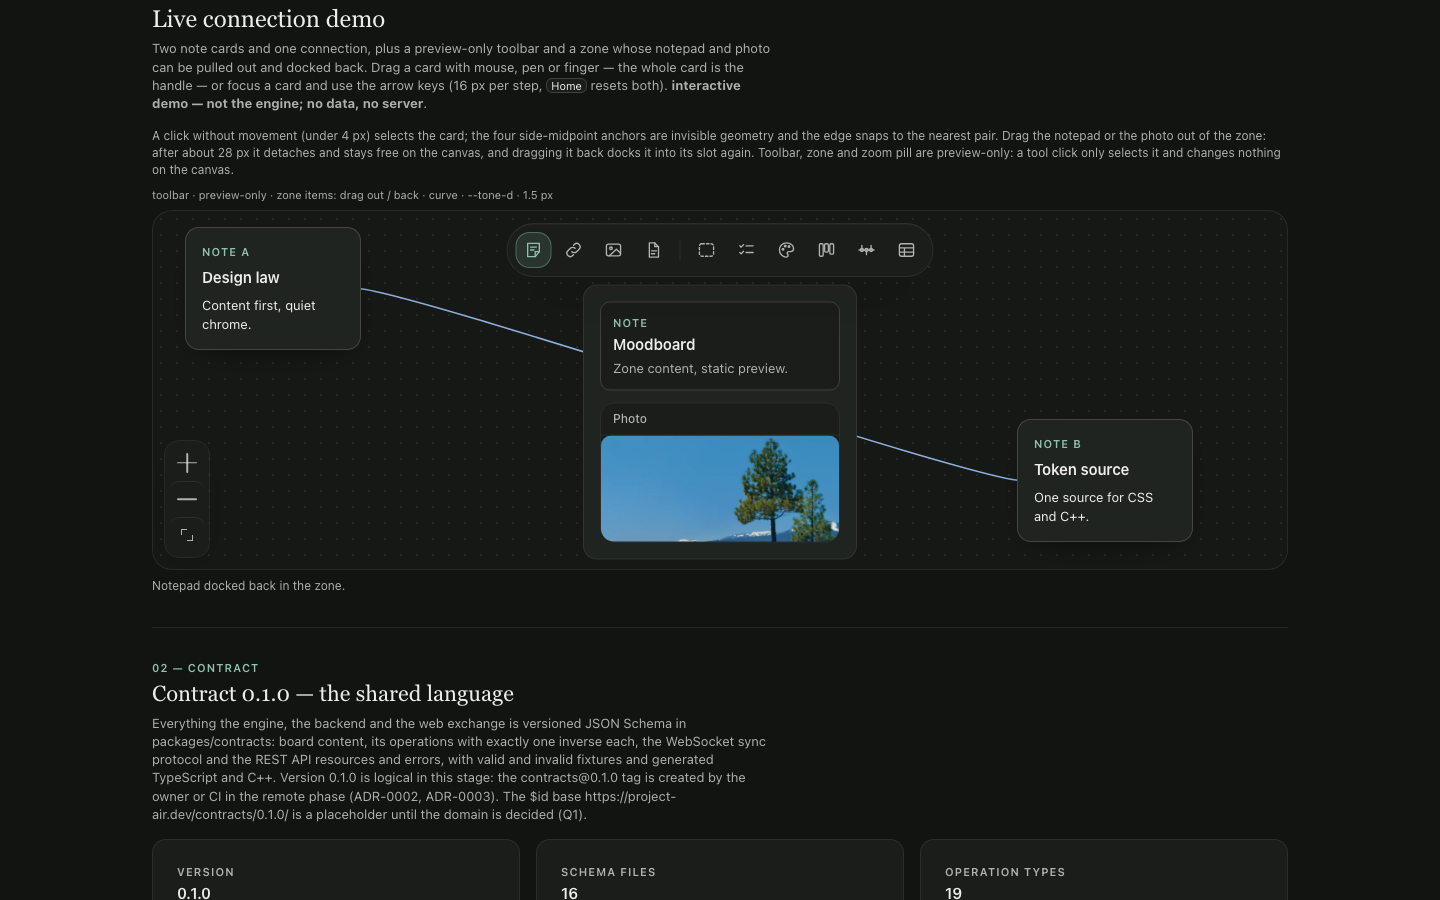 Live connection demo
Two note cards and one connection, plus a preview-only toolbar and a zone whose notepad and photo
can be pulled out and docked back. Drag a card with mouse, pen or finger — the whole card is the
handle — or focus a card and use the arrow keys (16 px per step, Home resets both). interactive
demo — not the engine; no data, no server.
A click without movement (under 4 px) selects the card; the four side-midpoint anchors are invisible geometry and the edge snaps to the nearest pair. Drag the notepad or the photo out of the zone:
after about 28 px it detaches and stays free on the canvas, and dragging it back docks it into its slot again. Toolbar, zone and zoom pill are preview-only: a tool click only selects it and changes nothing
on the canvas.
toolbar · preview-only · zone items: drag out / back · curve · --tone-d · 1.5 px
NOTE A
Design law
Content first, quiet
chrome.
NOTE
Moodboard
Zone content, static preview.
Photo
NOTE B
Token source
One source for CSS
and C++.
Notepad docked back in the zone.
02 — CONTRACT
Contract 0.1.0 — the shared language
Everything the engine, the backend and the web exchange is versioned JSON Schema in
packages/contracts: board content, its operations with exactly one inverse each, the WebSocket sync
protocol and the REST API resources and errors, with valid and invalid fixtures and generated
TypeScript and C++. Version 0.1.0 is logical in this stage: the contracts@0.1.0 tag is created by the
owner or CI in the remote phase (ADR-0002, ADR-0003). The $id base https://project-
air.dev/contracts/0.1.0/ is a placeholder until the domain is decided (Q1).
VERSION
0.1.0
SCHEMA FILES
16
OPERATION TYPES
19